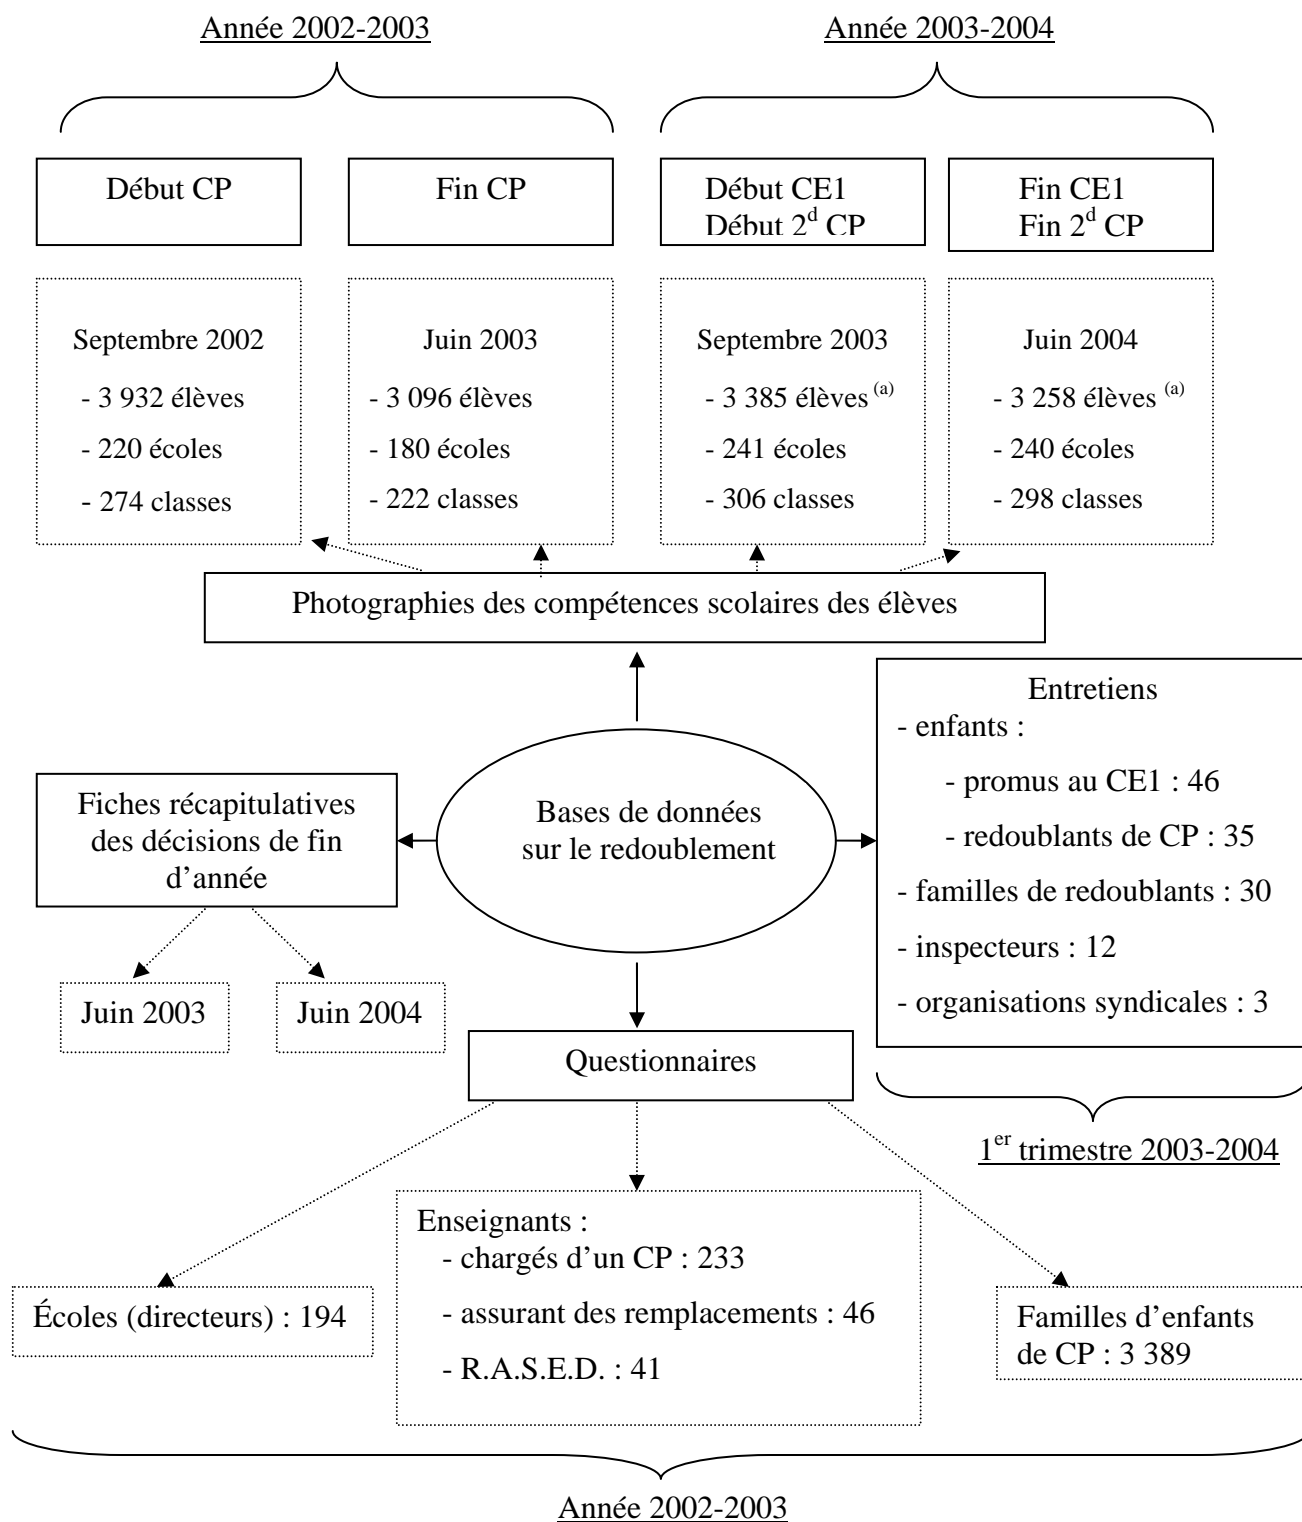 Année 2002-2003
Année 2003-2004
Début CP
Fin CP
Début CE1
Début 2d CP
Fin CE1
Fin 2d CP
Septembre 2002
- 3 932 élèves
- 220 écoles
- 274 classes
Juin 2003
- 3 096 élèves
- 180 écoles
- 222 classes
Septembre 2003
- 3 385 élèves (a)
- 241 écoles
- 306 classes
Juin 2004
- 3 258 élèves (a)
- 240 écoles
- 298 classes
Photographies des compétences scolaires des élèves
Entretiens
- enfants :
- promus au CE1 : 46
- redoublants de CP : 35
- familles de redoublants : 30
- inspecteurs : 12
- organisations syndicales : 3
1er trimestre 2003-2004
Bases de données
sur le redoublement
Fiches récapitulatives
des décisions de fin
d’année
Juin 2003
Juin 2004
Questionnaires
Écoles (directeurs) : 194
Enseignants :
- chargés d’un CP : 233
- assurant des remplacements : 46
- R.A.S.E.D. : 41
Familles d’enfants
de CP : 3 389
Année 2002-2003